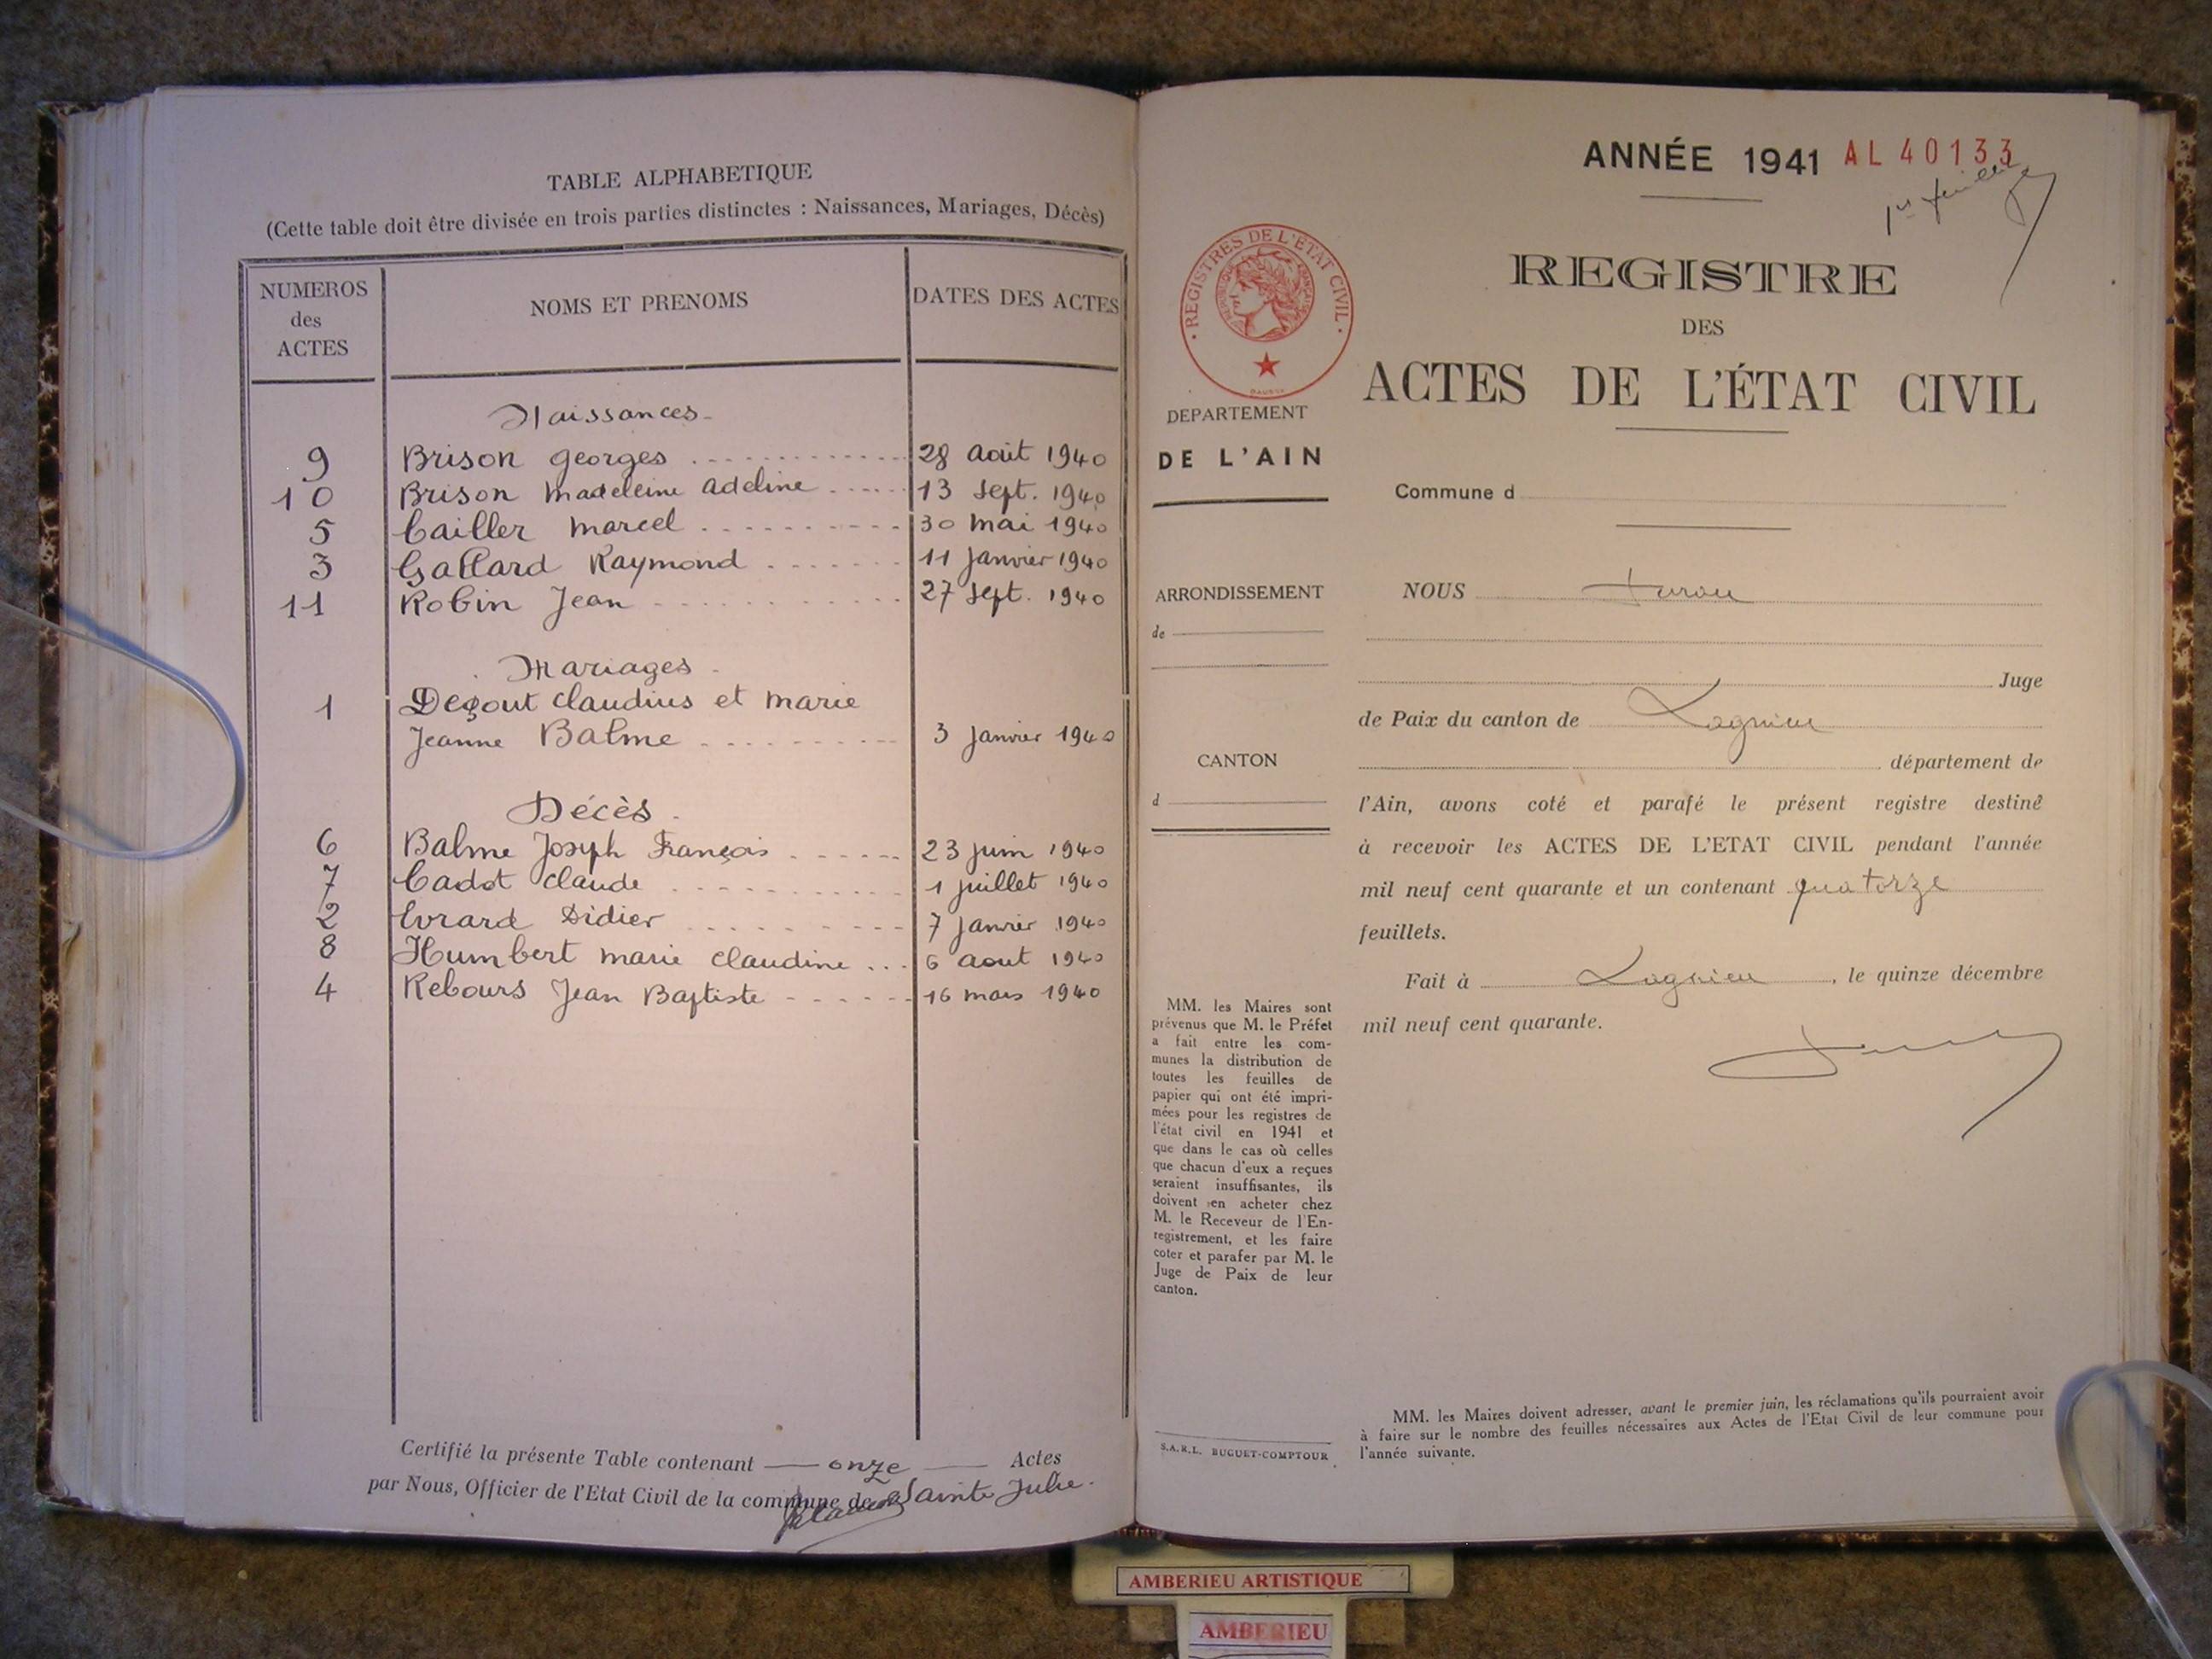 TABLE ALPHABETIQUE
(Cette table doit être divisée en trois parties distinctes : Naissances, Mariages, Décès)
NUMEROS des ACTES
NOMS ET PRENOMS
DATES DES ACTES
Naissances
9 Brison Georges 28 Août 1940
10 Brison Madeleine Adeline 13 Sept. 1940
5 Cailler Marcel 30 Mai 1940
3 Gallard Raymond 11 Janvier 1940
11 Robin Jean 27 Sept. 1940
Mariages
1 Deçout Claudius et Marie
Jeanne Balme 3 Janvier 1940
Décès
6 Balme Joseph François 23 Juin 1940
7 Cadot Claude 1 Juillet 1940
2 Evrard Didier 7 Janvier 1940
8 Humbert Marie Claudine 6 Aout 1940
4 Rebours Jean Baptiste 16 Mars 1940
Certifié la présente Table contenant onze Actes
par Nous, Officier de l'Etat Civil de la commune de Sainte Julie.
ANNÉE 1941 AL 40133
1er feuillet
REGISTRES DE L'ÉTAT CIVIL
REGISTRE
DES
ACTES DE L'ÉTAT CIVIL
DEPARTEMENT
DE L'AIN
ARRONDISSEMENT
de
CANTON
d
MM. les Maires sont
prévenus que M. le Préfet
a fait entre les com-
munes la distribution de
toutes les feuilles de
papier qui ont été impri-
mées pour les registres de
l'état civil en 1941 et
que dans le cas où celles
que chacun d'eux a reçues
seraient insuffisantes, ils
doivent en acheter chez
M. le Receveur de l'En-
registrement, et les faire
coter et parafer par M. le
Juge de Paix de leur
canton.
S.A.R.L. BUGUET-COMPTOUR
Commune d
NOUS
Juge
de Paix du canton de Lagnieu
département de
l'Ain, avons coté et parafé le présent registre destiné
à recevoir les ACTES DE L'ETAT CIVIL pendant l'année
mil neuf cent quarante et un contenant quatorze
feuillets.
Fait à Lagnieu, le quinze décembre
mil neuf cent quarante.
MM. les Maires doivent adresser, avant le premier juin, les réclamations qu'ils pourraient avoir
à faire sur le nombre des feuilles nécessaires aux Actes de l'Etat Civil de leur commune pour
l'année suivante.
AMBERIEU ARTISTIQUE
AMBERIEU